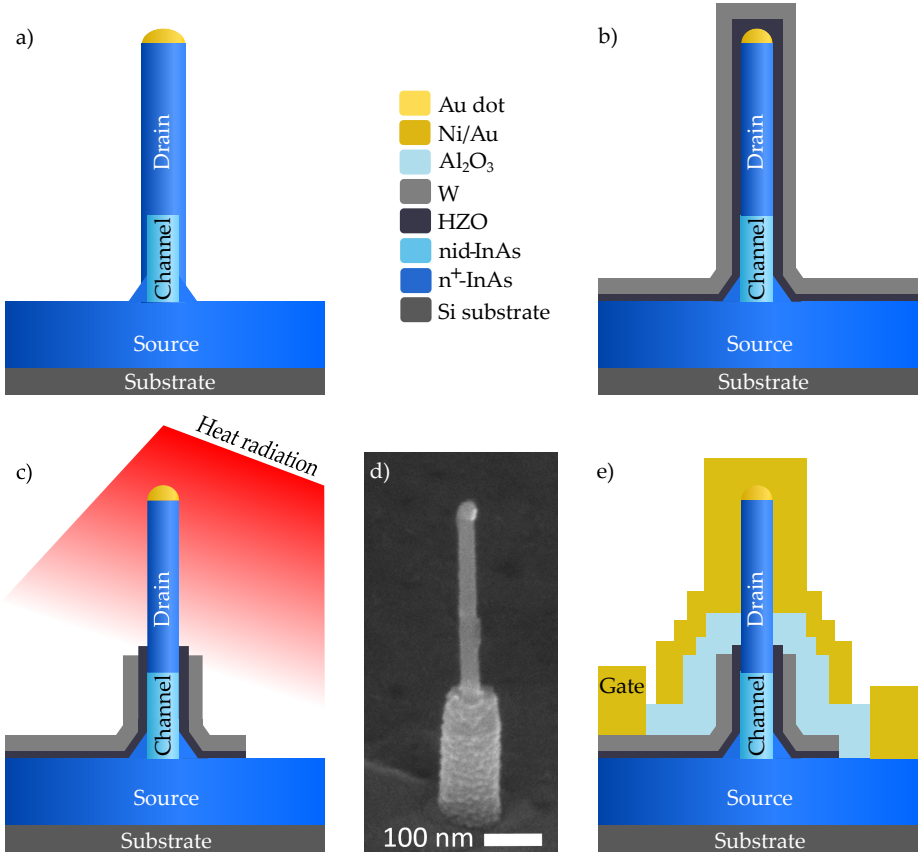 a)
Drain
Channel
Source
Substrate
Au dot
Ni/Au
Al₂O₃
W
HZO
nid-InAs
n⁺-InAs
Si substrate
b)
Drain
Channel
Source
Substrate
c)
Heat radiation
Drain
Channel
Source
Substrate
d)
100 nm
e)
Drain
Gate
Channel
Source
Substrate